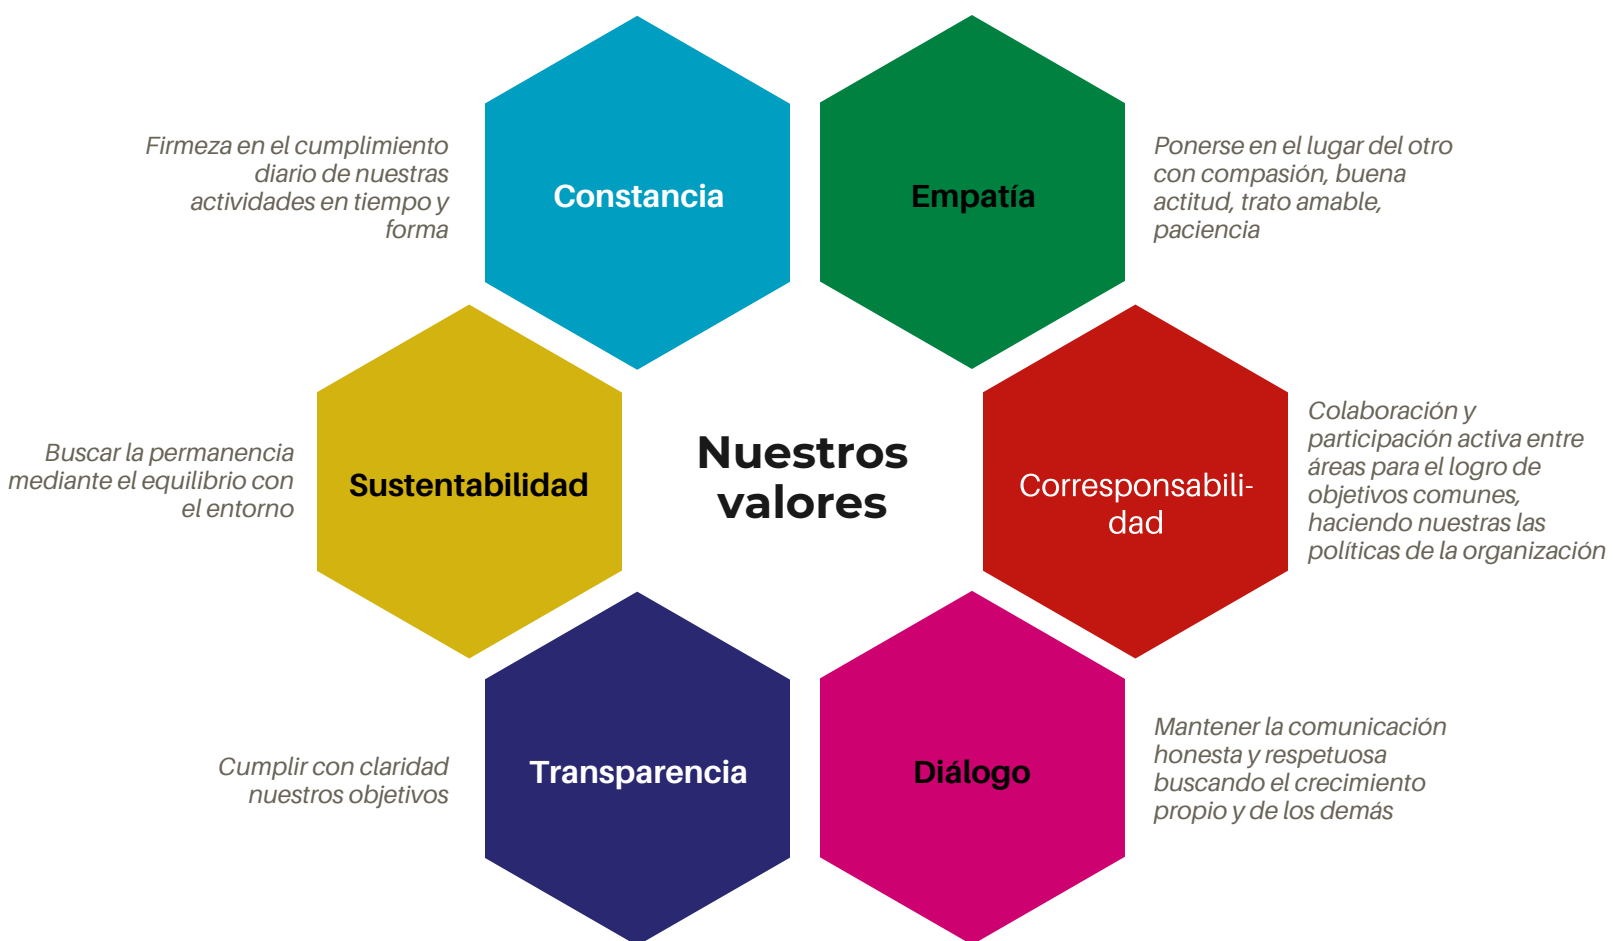 Firmeza en el cumplimiento
diario de nuestras
actividades en tiempo y
forma
Constancia
Empatía
Ponerse en el lugar del otro
con compasión, buena
actitud, trato amable,
paciencia
Buscar la permanencia
mediante el equilibrio con
el entorno
Sustentabilidad
Nuestros
valores
Corresponsabili-
dad
Colaboración y
participación activa entre
áreas para el logro de
objetivos comunes,
haciendo nuestras las
políticas de la organización
Cumplir con claridad
nuestros objetivos
Transparencia
Diálogo
Mantener la comunicación
honesta y respetuosa
buscando el crecimiento
propio y de los demás